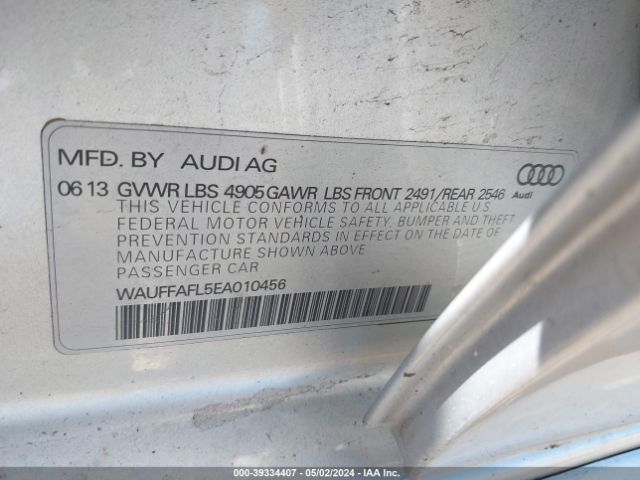 MFD. BY AUDI AG
06 13 GVWR LBS 4905 GAWR LBS FRONT 2491/REAR 2546
Audi
THIS VEHICLE CONFORMS TO ALL APPLICABLE U.S.
FEDERAL MOTOR VEHICLE SAFETY, BUMPER AND THEFT
PREVENTION STANDARDS IN EFFECT ON THE DATE OF
MANUFACTURE SHOWN ABOVE
PASSENGER CAR
WAUFFAFL5EA010456
000-39334407 - 05/02/2024 - IAA Inc.